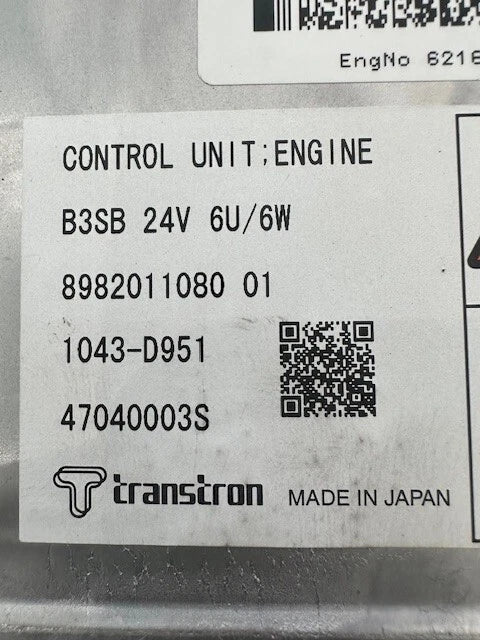 EngNo 6216
CONTROL UNIT;ENGINE
B3SB 24V 6U/6W
8982011080 01
1043-D951
47040003S
transtron MADE IN JAPAN